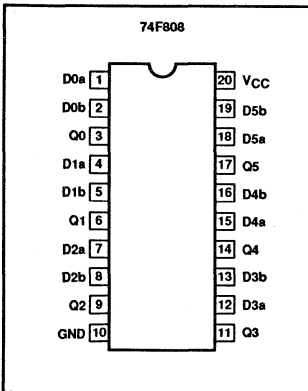 74F808
D0a 1 20 VCC
D0b 2 19 D5b
Q0 3 18 D5a
D1a 4 17 Q5
D1b 5 16 D4b
Q1 6 15 D4a
D2a 7 14 Q4
D2b 8 13 D3b
Q2 9 12 D3a
GND 10 11 Q3